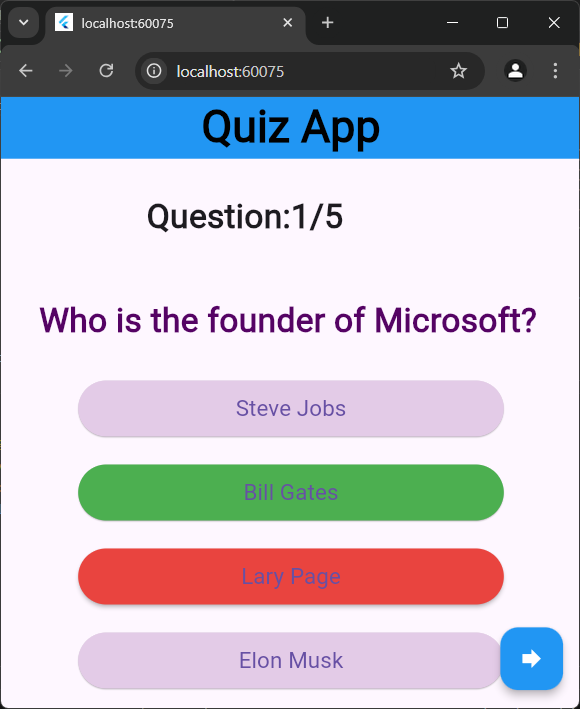 localhost:60075
localhost:60075
Quiz App
Question:1/5
Who is the founder of Microsoft?
Steve Jobs
Bill Gates
Lary Page
Elon Musk